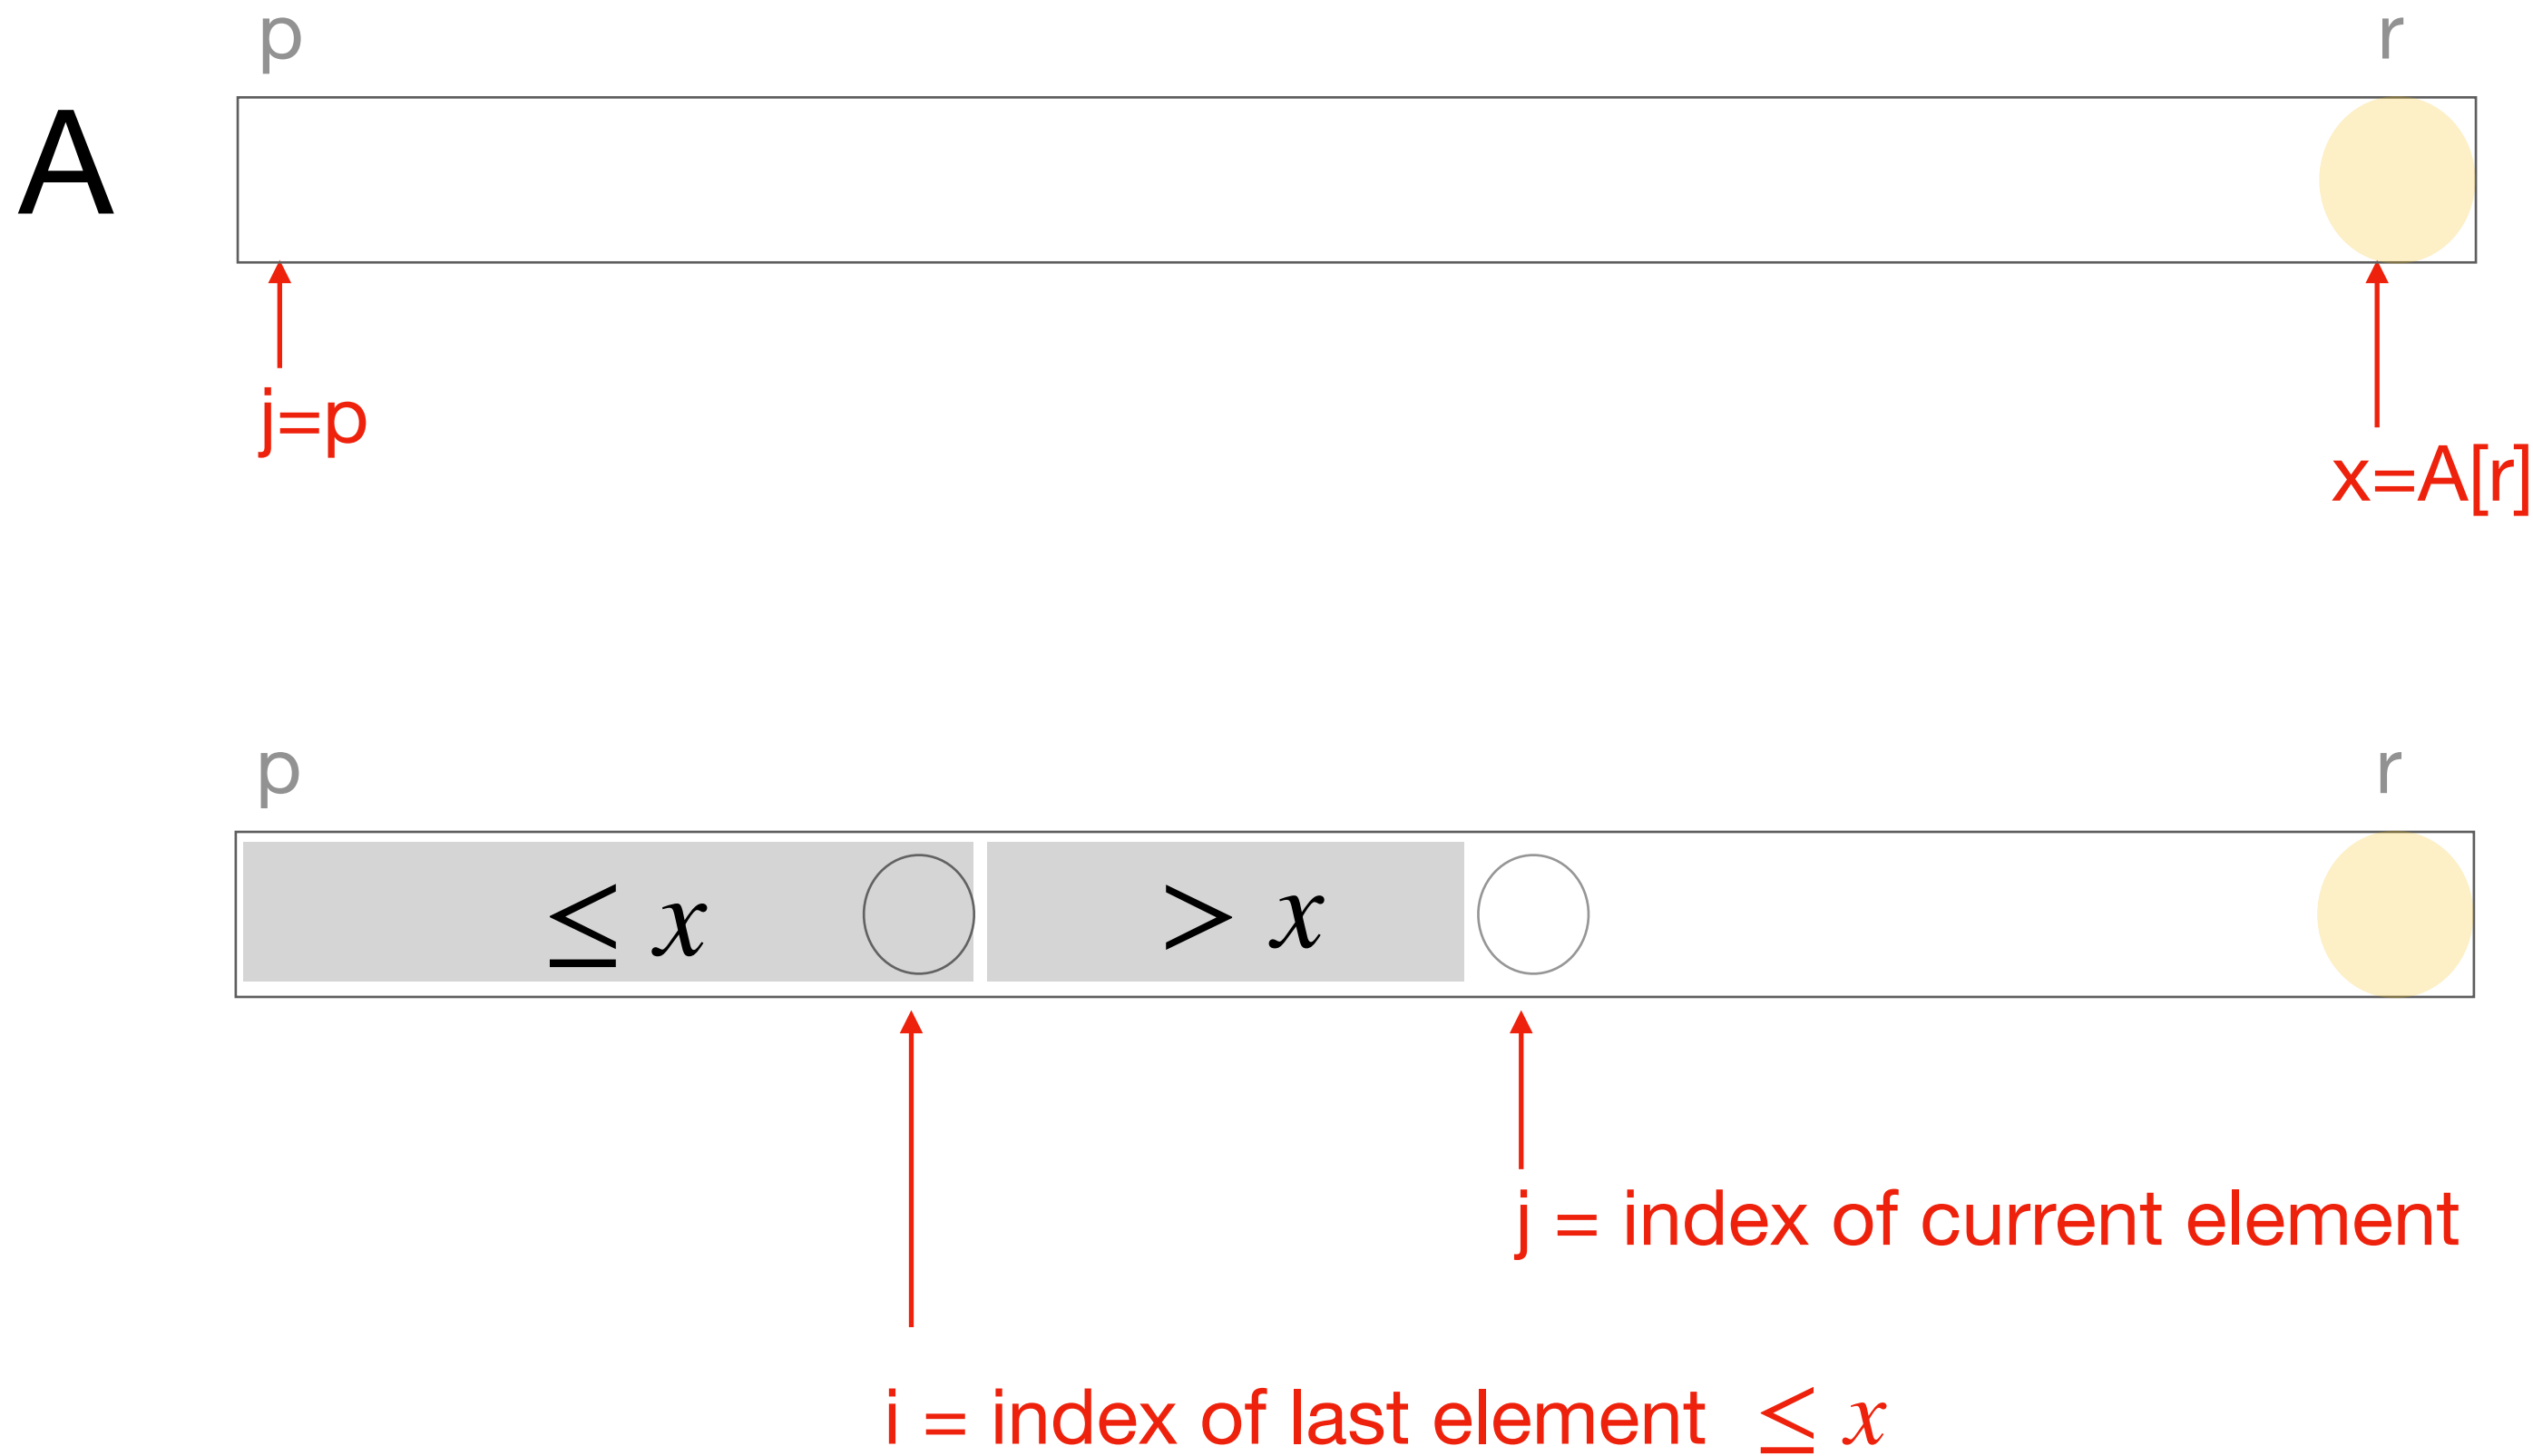 p r
A
j=p
x=A[r]
p r
≤ x > x
j = index of current element
i = index of last element ≤ x